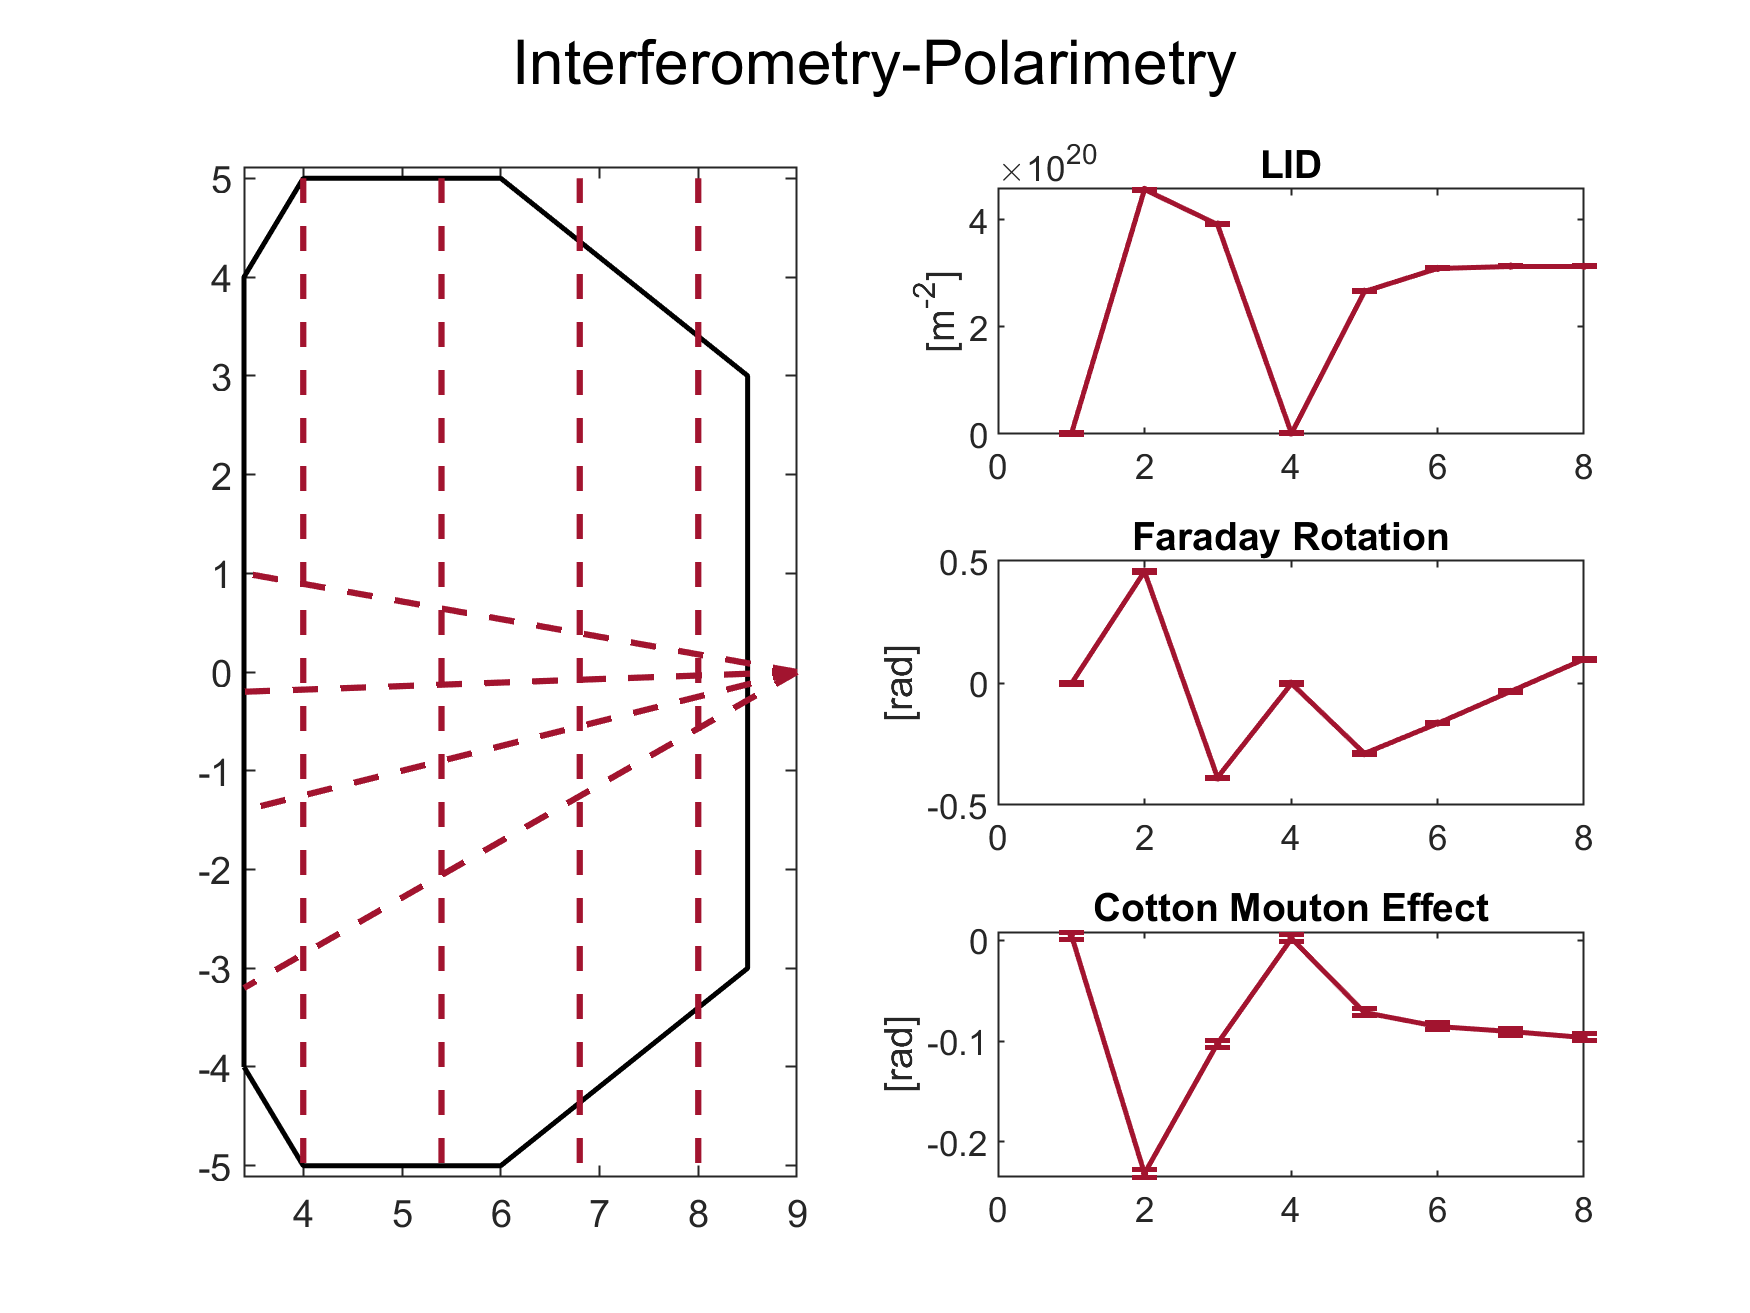 Interferometry-Polarimetry
5
4
3
2
1
0
-1
-2
-3
-4
-5
4 5 6 7 8 9
×10^20
LID
[m^-2]
4
2
0
0 2 4 6 8
Faraday Rotation
[rad]
0.5
0
-0.5
0 2 4 6 8
Cotton Mouton Effect
[rad]
0
-0.1
-0.2
0 2 4 6 8